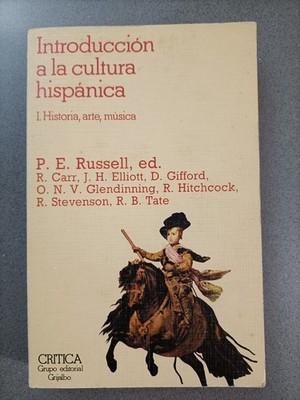 Introducción
a la cultura
hispánica
I. Historia, arte, música
P. E. Russell, ed.
R. Carr, J. H. Elliott, D. Gifford,
O. N. V. Glendinning, R. Hitchcock,
R. Stevenson, R. B. Tate
CRITICA
Grupo editorial
Grijalbo